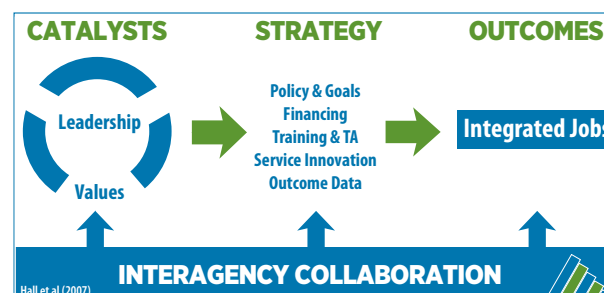 CATALYSTS
STRATEGY
OUTCOMES
Leadership
Values
Policy & Goals
Financing
Training & TA
Service Innovation
Outcome Data
Integrated Jobs
INTERAGENCY COLLABORATION
Hall et al (2007)